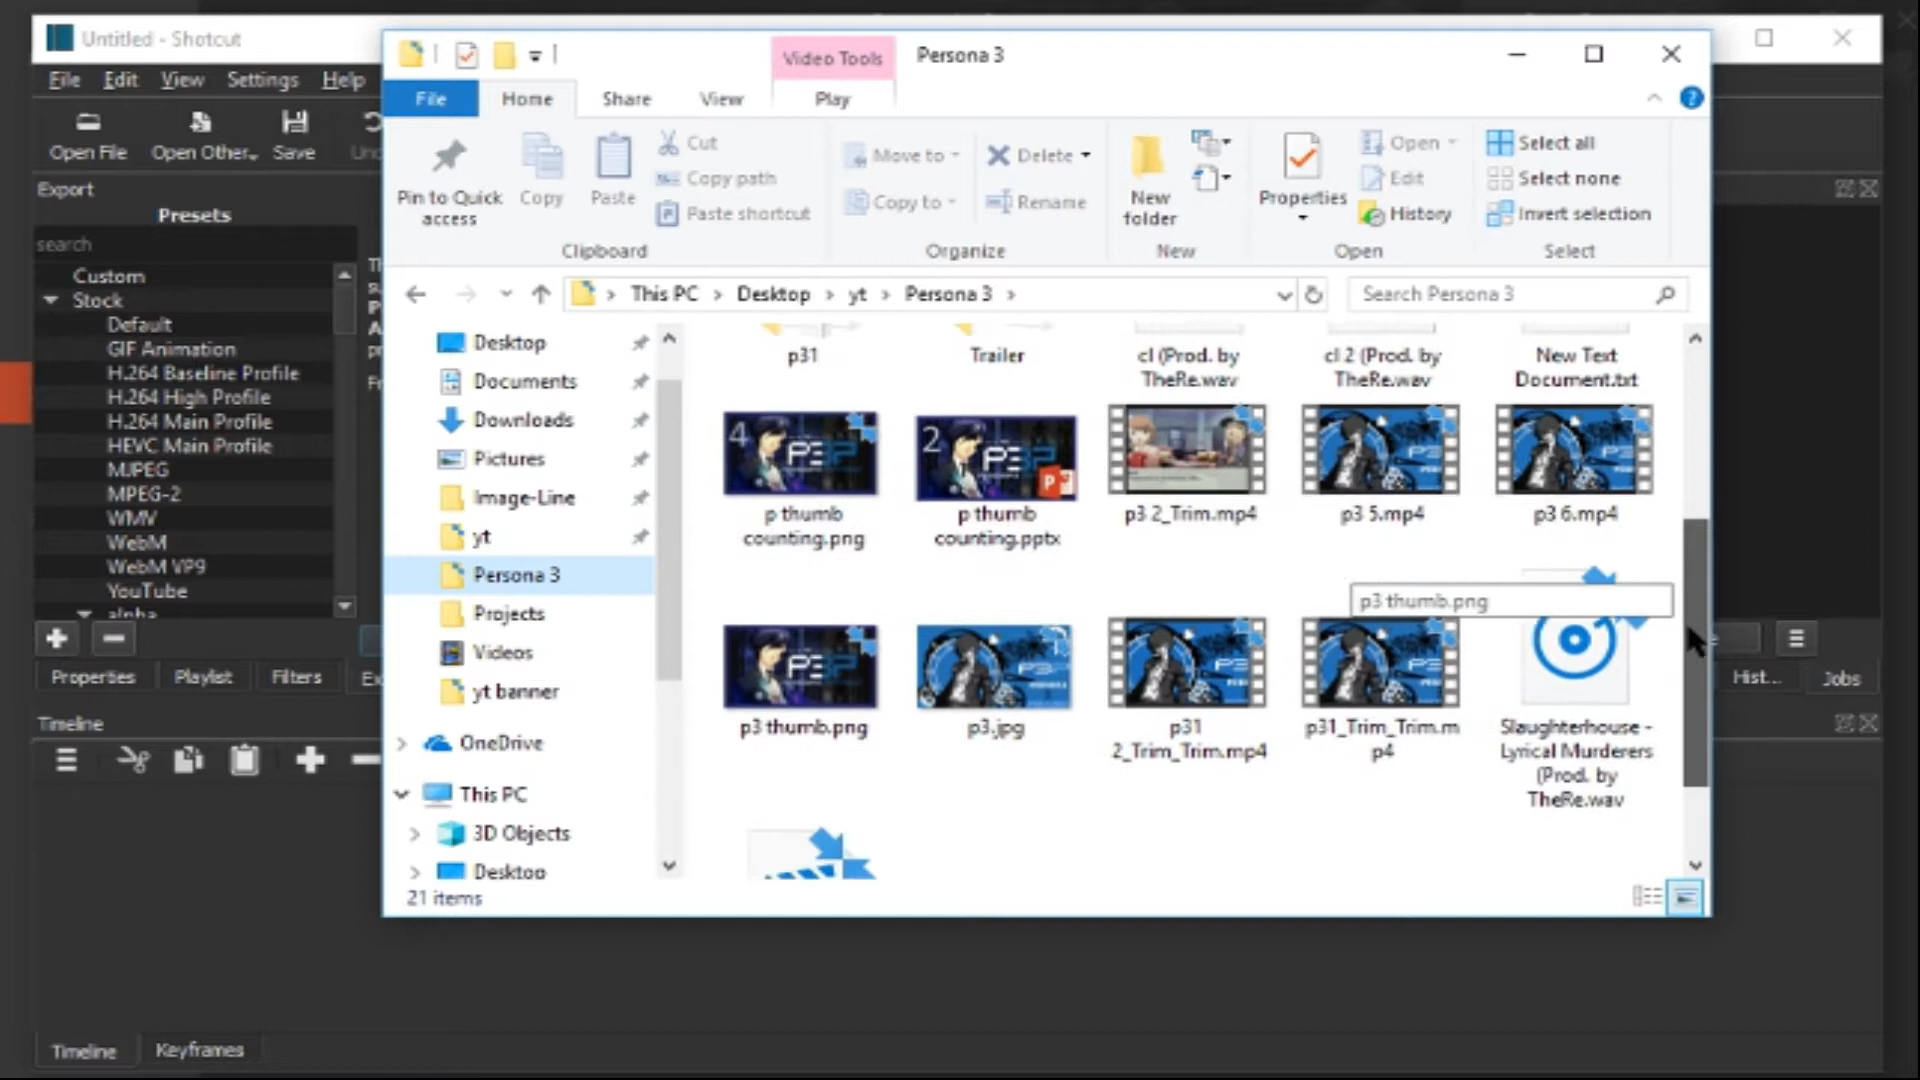 Untitled - Shotcut
File Edit View Settings Help
Open File Open Other.. Save
Export
Presets
search
Custom
Stock
Default
GIF Animation
H.264 Baseline Profile
H.264 High Profile
H.264 Main Profile
HEVC Main Profile
MJPEG
MPEG-2
WMV
WebM
WebM VP9
YouTube
alpha
Properties Playlist Filters Ex
Hist... Jobs
Timeline
Timeline Keyframes
Video Tools Persona 3
File Home Share View Play
Pin to Quick access
Copy
Paste
Cut
Copy path
Paste shortcut
Clipboard
Move to
Copy to
Delete
Rename
Organize
New folder
New
Properties
Open
Edit
History
Open
Select all
Select none
Invert selection
Select
This PC > Desktop > yt > Persona 3 >
Search Persona 3
Desktop
Documents
Downloads
Pictures
Image-Line
yt
Persona 3
Projects
Videos
yt banner
OneDrive
This PC
3D Objects
Desktop
21 items
p31
Trailer
cl (Prod. by TheRe.wav
cl 2 (Prod. by TheRe.wav
New Text Document.txt
4 P3P
2 P3P P
p thumb counting.png
p thumb counting.pptx
p3 2_Trim.mp4
p3 5.mp4
p3 6.mp4
p3 thumb.png
P3P
p3 thumb.png
p3.jpg
p31 2_Trim_Trim.mp4
p31_Trim_Trim.mp4
Slaughterhouse - Lyrical Murderers (Prod. by TheRe.wav